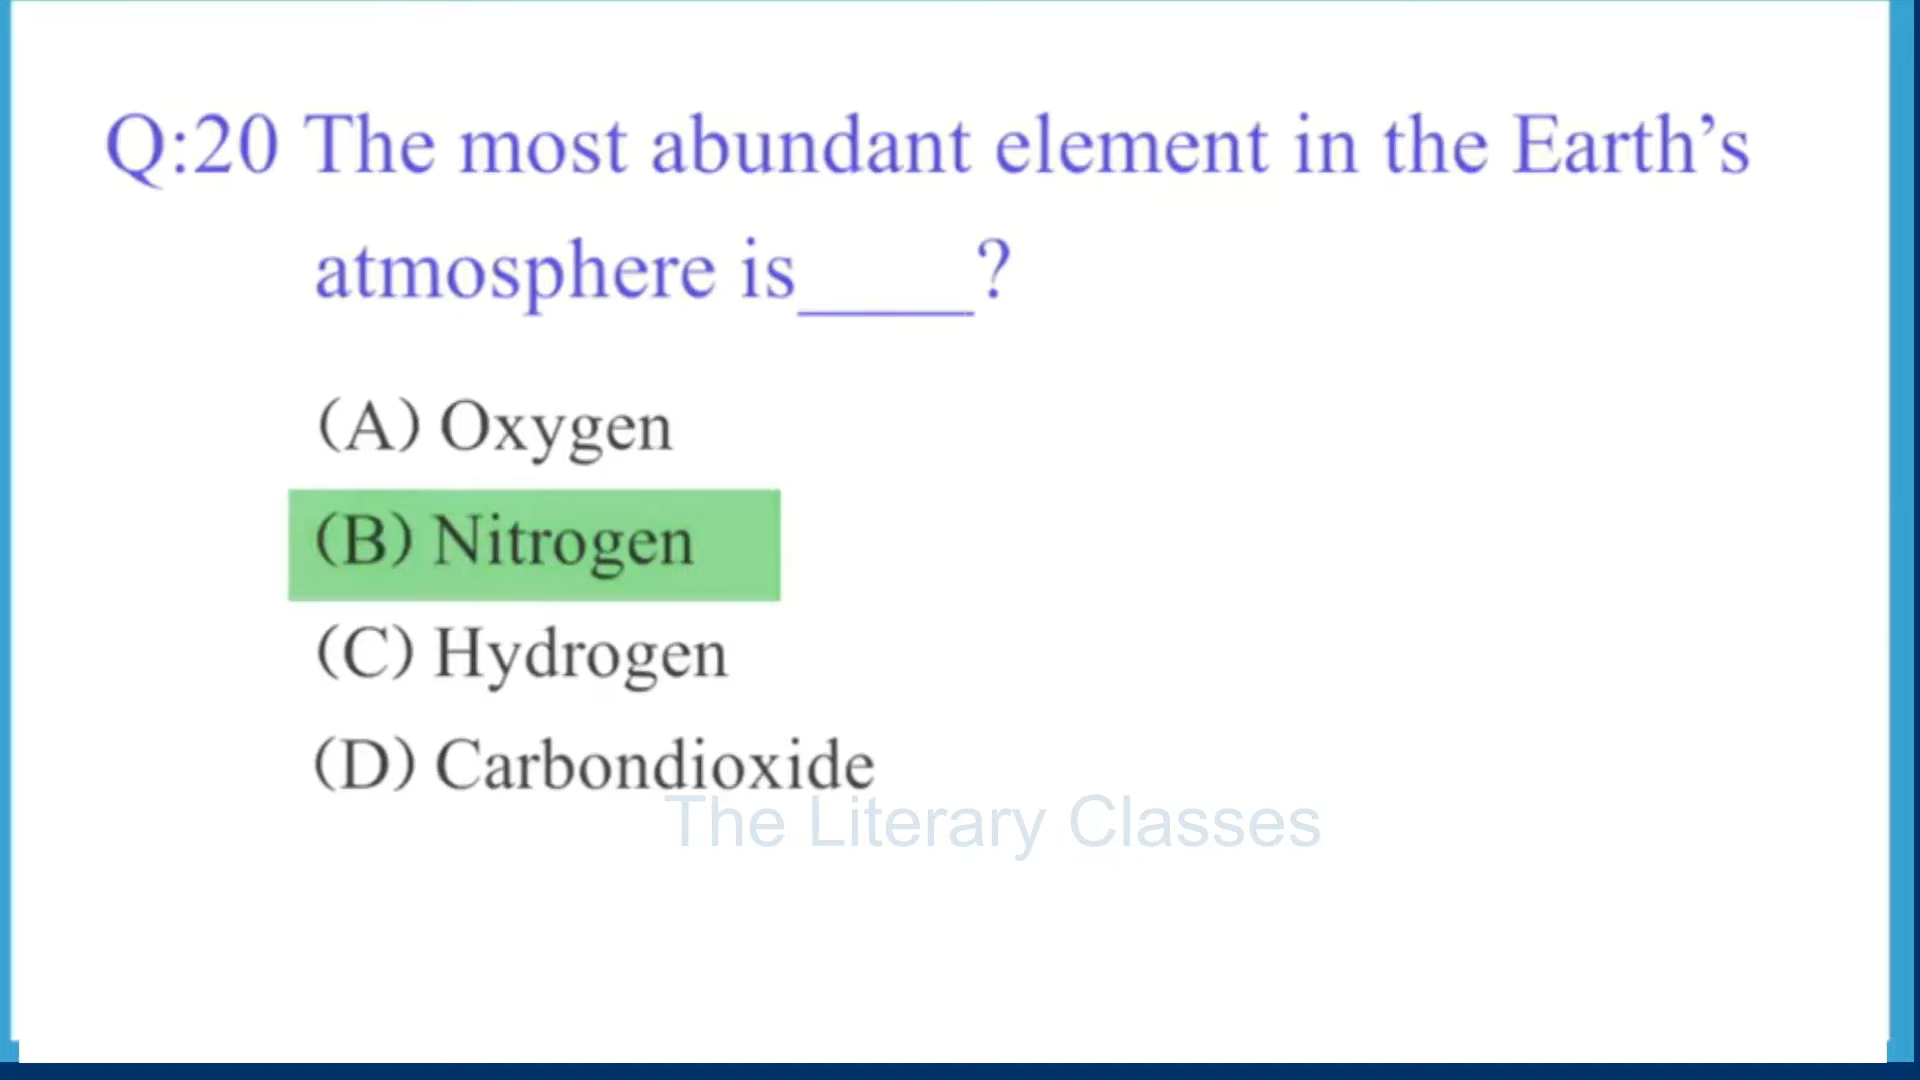 Q:20 The most abundant element in the Earth’s
atmosphere is____?
(A) Oxygen
(B) Nitrogen
(C) Hydrogen
(D) Carbondioxide
The Literary Classes